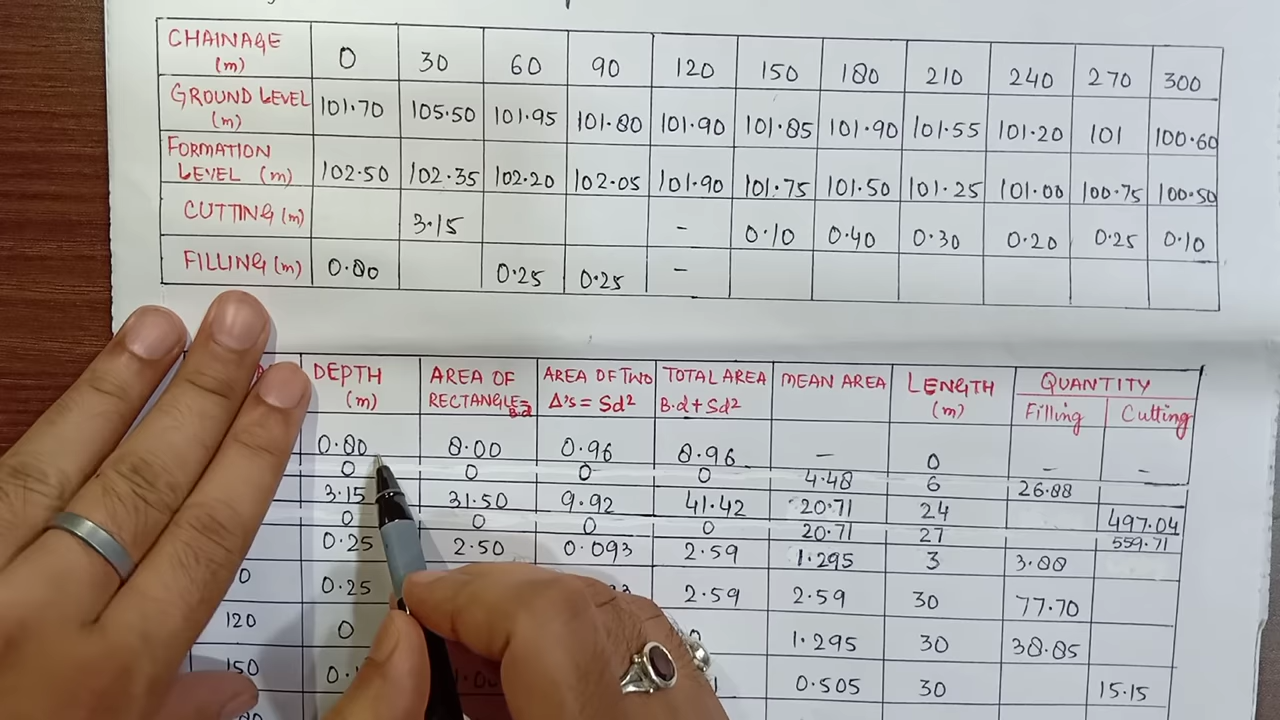 CHAINAGE (m) 0 30 60 90 120 150 180 210 240 270 300
GROUND LEVEL (m) 101.70 105.50 101.95 101.80 101.90 101.85 101.90 101.55 101.20 101 100.60
FORMATION LEVEL (m) 102.50 102.35 102.20 102.05 101.90 101.75 101.50 101.25 101.00 100.75 100.50
CUTTING (m) 3.15 - 0.10 0.40 0.30 0.20 0.25 0.10
FILLING (m) 0.80 0.25 0.25 -
DEPTH (m) AREA OF RECTANGLE= B.d AREA OF TWO Δ's = Sd² TOTAL AREA B.d + Sd² MEAN AREA LENGTH (m) QUANTITY
Filling Cutting
0.80 8.00 0.96 8.96 - 0 - -
0 0 0 0 4.48 6 26.88
3.15 31.50 9.92 41.42 20.71 24 497.04
0 0 0 0 20.71 27 559.71
0.25 2.50 0.093 2.59 1.295 3 3.88
0.25 2.59 2.59 30 77.70
120 0 1.295 30 38.85
150 0.505 30 15.15